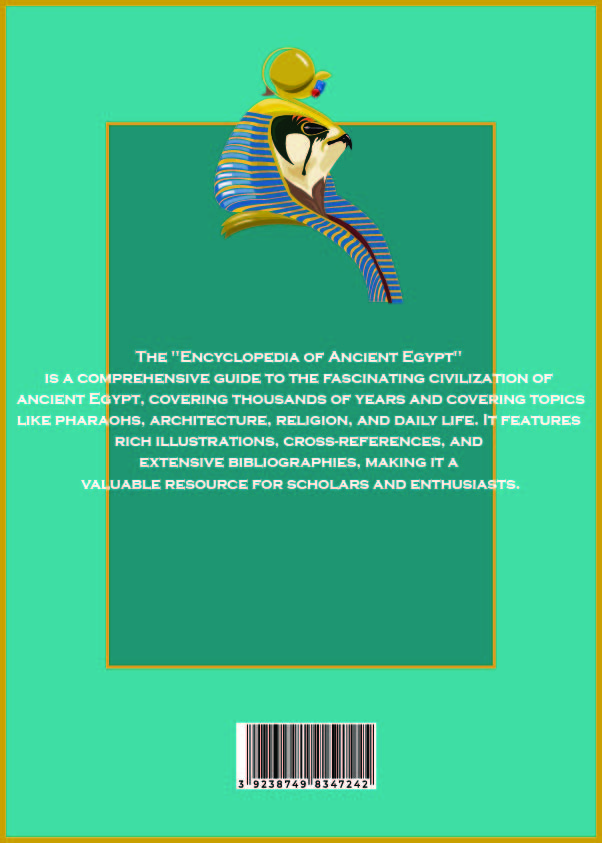 The "Encyclopedia of Ancient Egypt"
is a comprehensive guide to the fascinating civilization of
ancient Egypt, covering thousands of years and covering topics
like pharaohs, architecture, religion, and daily life. It features
rich illustrations, cross-references, and
extensive bibliographies, making it a
valuable resource for scholars and enthusiasts.
3 9238749 8347242